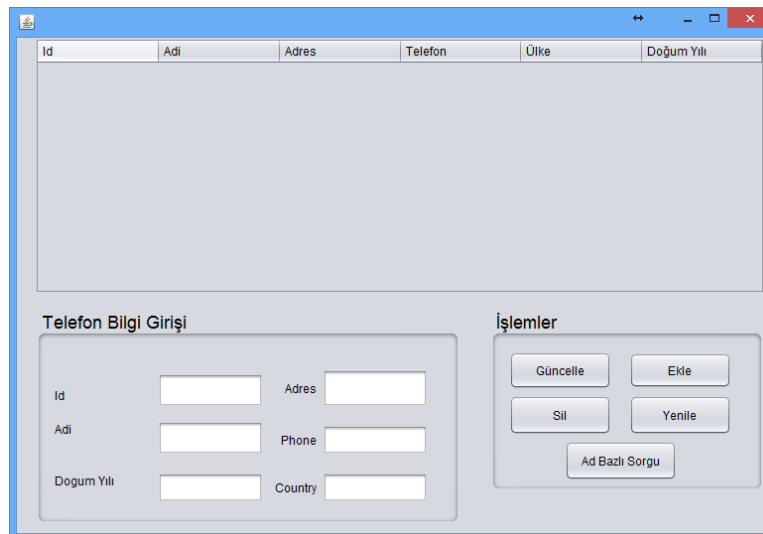 Id Adi Adres Telefon Ülke Doğum Yılı
Telefon Bilgi Girişi
İşlemler
Id
Adres
Adi
Phone
Dogum Yılı
Country
Güncelle
Ekle
Sil
Yenile
Ad Bazlı Sorgu